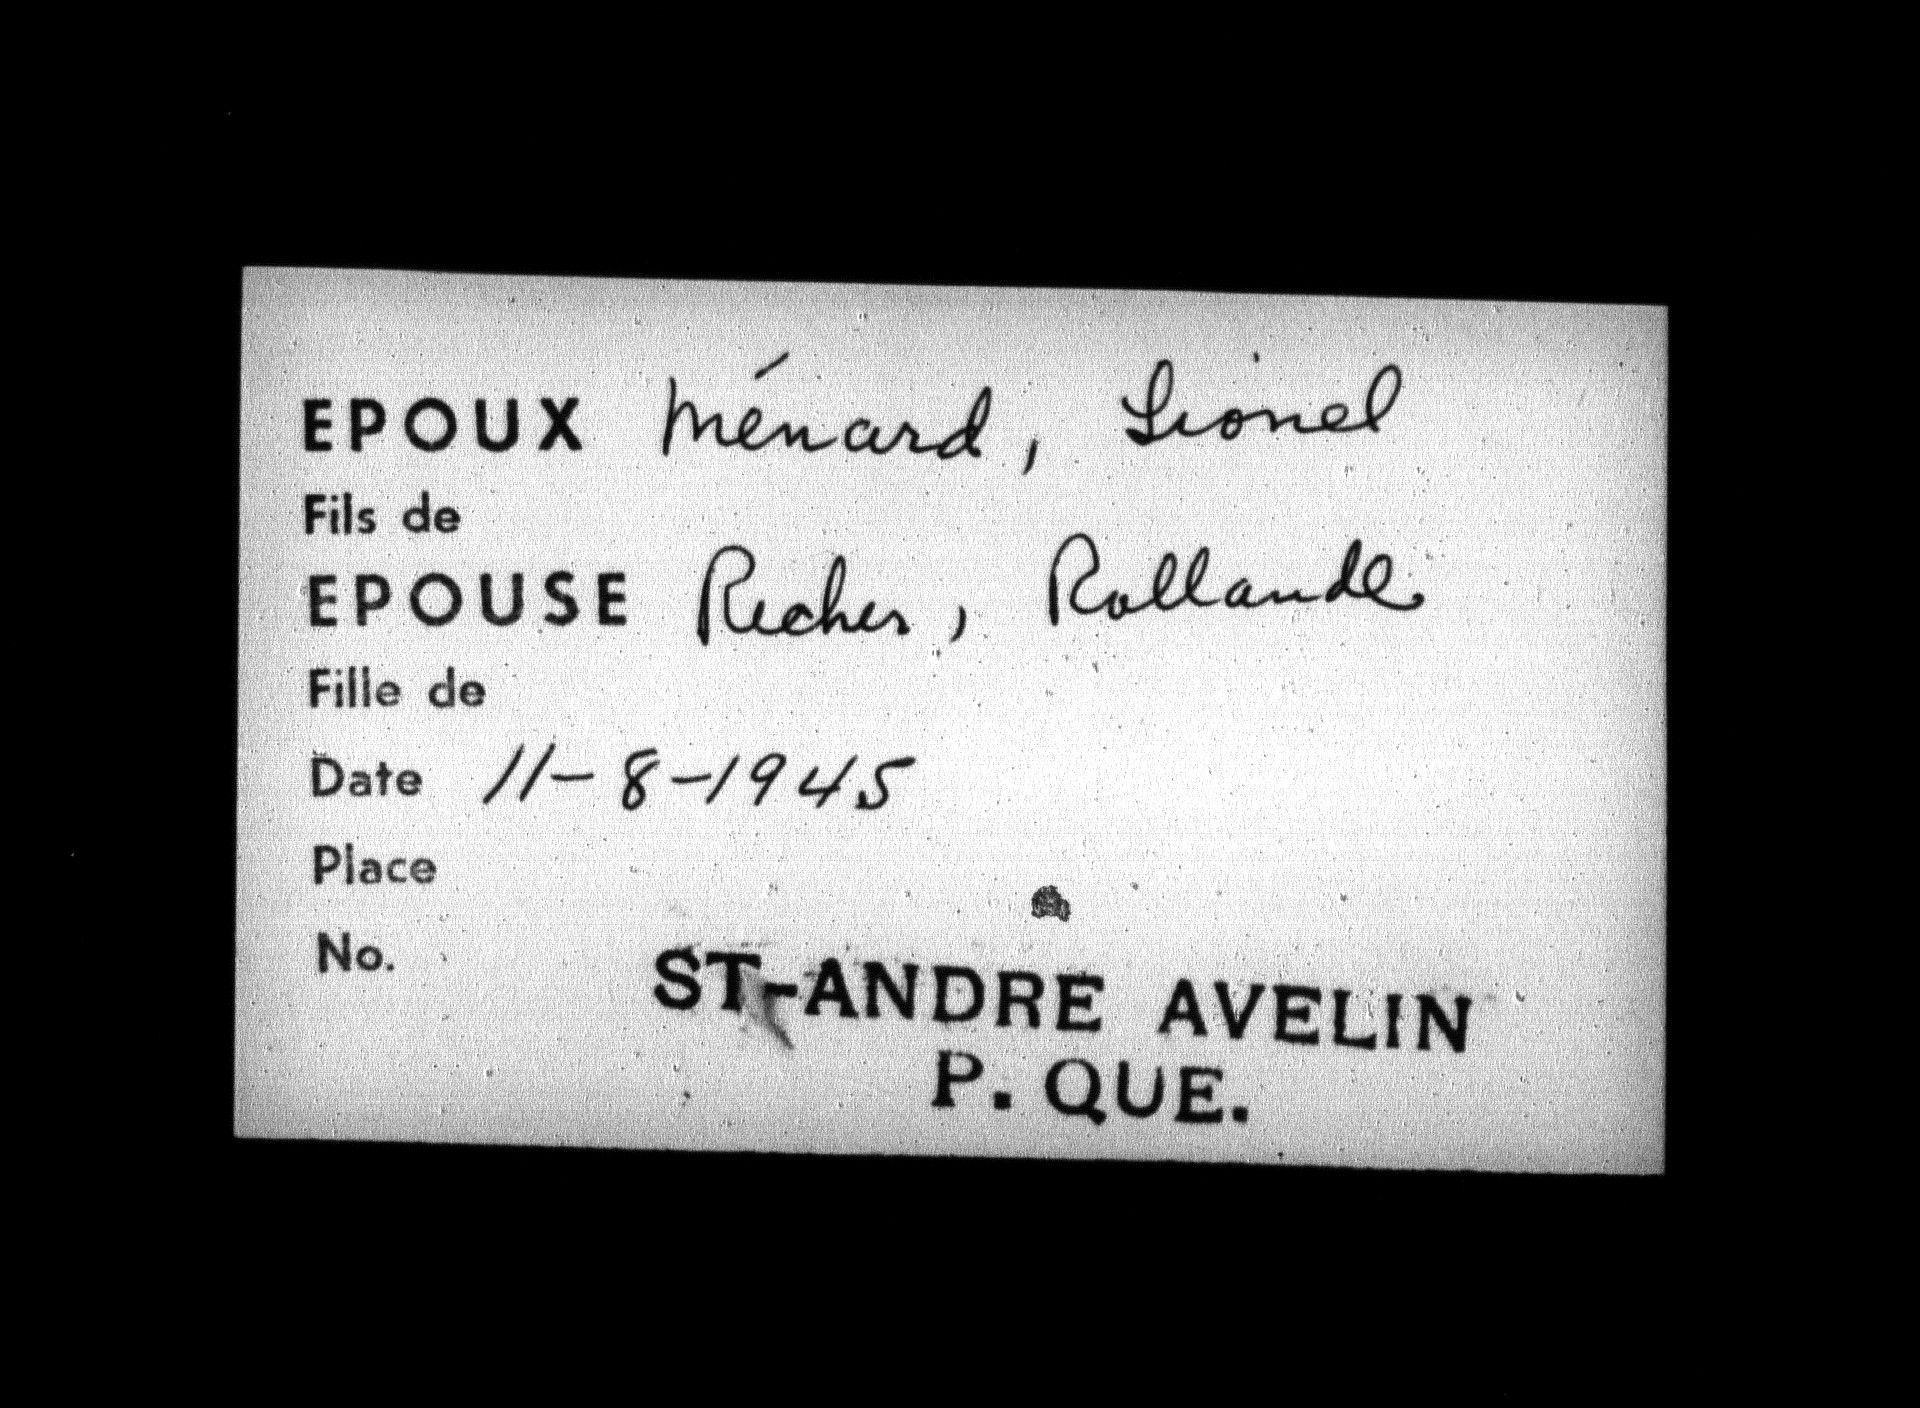 EPOUX Ménard, Lionel
Fils de
EPOUSE Richer, Rollande
Fille de
Date 11-8-1945
Place
No.
ST-ANDRE AVELIN
P. QUE.